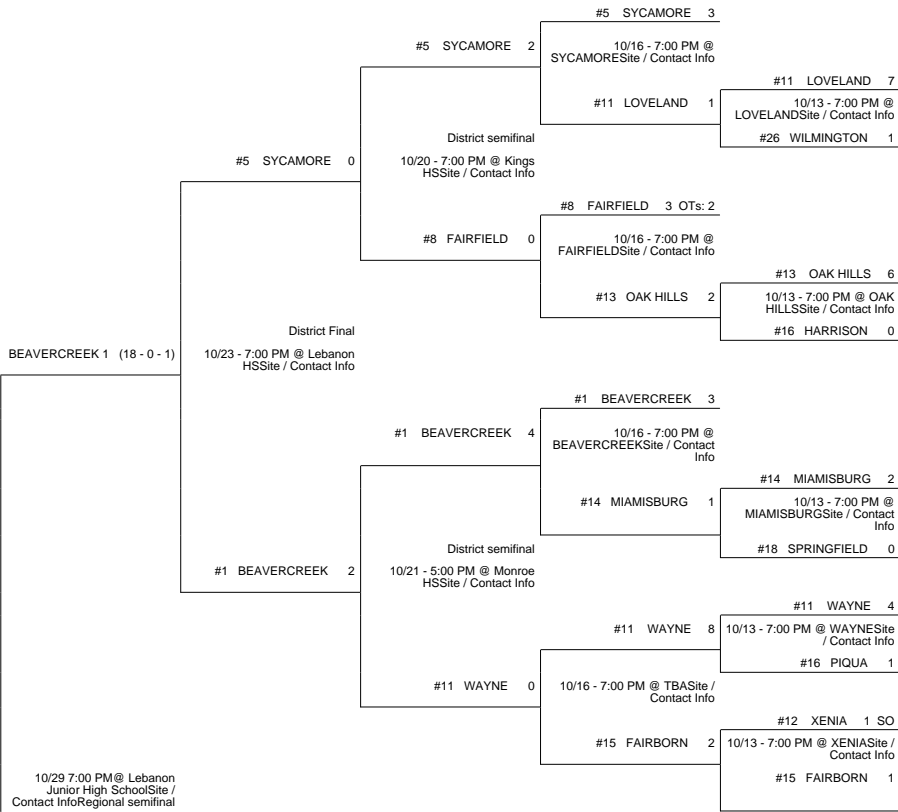 #5 SYCAMORE 3
10/16 - 7:00 PM @
SYCAMORESite / Contact Info
#5 SYCAMORE 2
#11 LOVELAND 7
10/13 - 7:00 PM @
LOVELANDSite / Contact Info
#11 LOVELAND 1
#26 WILMINGTON 1
District semifinal
10/20 - 7:00 PM @ Kings
HSSite / Contact Info
#5 SYCAMORE 0
#8 FAIRFIELD 3 OTs: 2
10/16 - 7:00 PM @
FAIRFIELDSite / Contact Info
#8 FAIRFIELD 0
#13 OAK HILLS 6
10/13 - 7:00 PM @ OAK
HILLSSite / Contact Info
#13 OAK HILLS 2
#16 HARRISON 0
District Final
10/23 - 7:00 PM @ Lebanon
HSSite / Contact Info
BEAVERCREEK 1 (18 - 0 - 1)
#1 BEAVERCREEK 3
10/16 - 7:00 PM @
BEAVERCREEKSite / Contact
Info
#1 BEAVERCREEK 4
#14 MIAMISBURG 2
10/13 - 7:00 PM @
MIAMISBURGSite / Contact
Info
#14 MIAMISBURG 1
#18 SPRINGFIELD 0
District semifinal
10/21 - 5:00 PM @ Monroe
HSSite / Contact Info
#1 BEAVERCREEK 2
#11 WAYNE 4
10/13 - 7:00 PM @ WAYNESite
/ Contact Info
#11 WAYNE 8
#16 PIQUA 1
10/16 - 7:00 PM @ TBASite /
Contact Info
#11 WAYNE 0
#12 XENIA 1 SO
10/13 - 7:00 PM @ XENIASite /
Contact Info
#15 FAIRBORN 2
#15 FAIRBORN 1
10/29 7:00 PM@ Lebanon
Junior High SchoolSite /
Contact InfoRegional semifinal